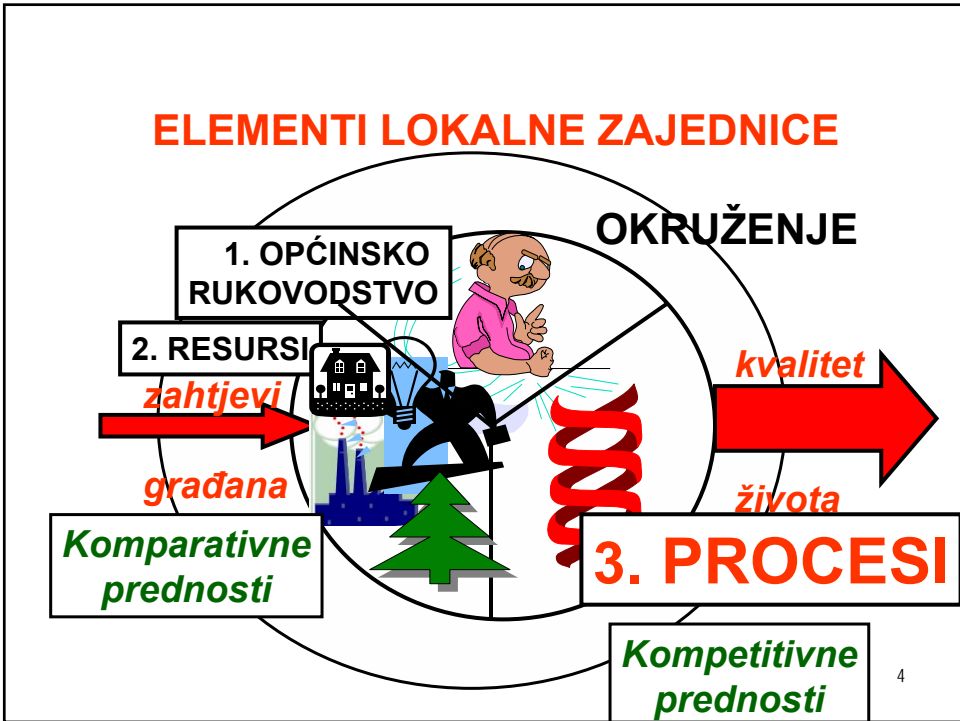 ELEMENTI LOKALNE ZAJEDNICE
OKRUŽENJE
1. OPĆINSKO
RUKOVODSTVO
2. RESURSI
zahtjevi
građana
kvalitet
života
Komparativne
prednosti
3. PROCESI
Kompetitivne
prednosti
4